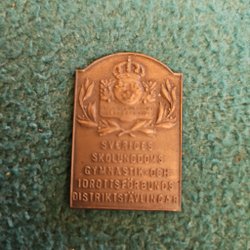 SVERIGES
SKOLUNGDOMS
GYMNASTIK-OCH
IDROTTSFÖRBUNDS
DISTRIKTSTÄVLINGAR